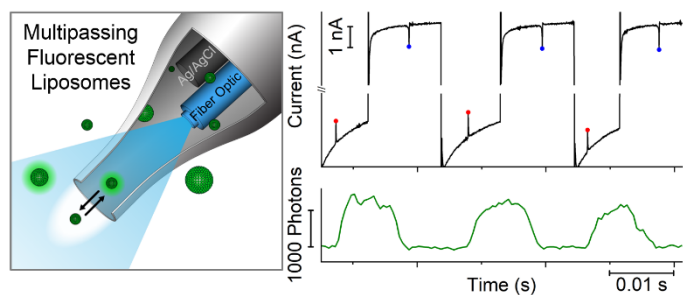 Multipassing
Fluorescent
Liposomes
Ag/AgCl
Fiber Optic
Current (nA)
1 nA
1000 Photons
Time (s)
0.01 s